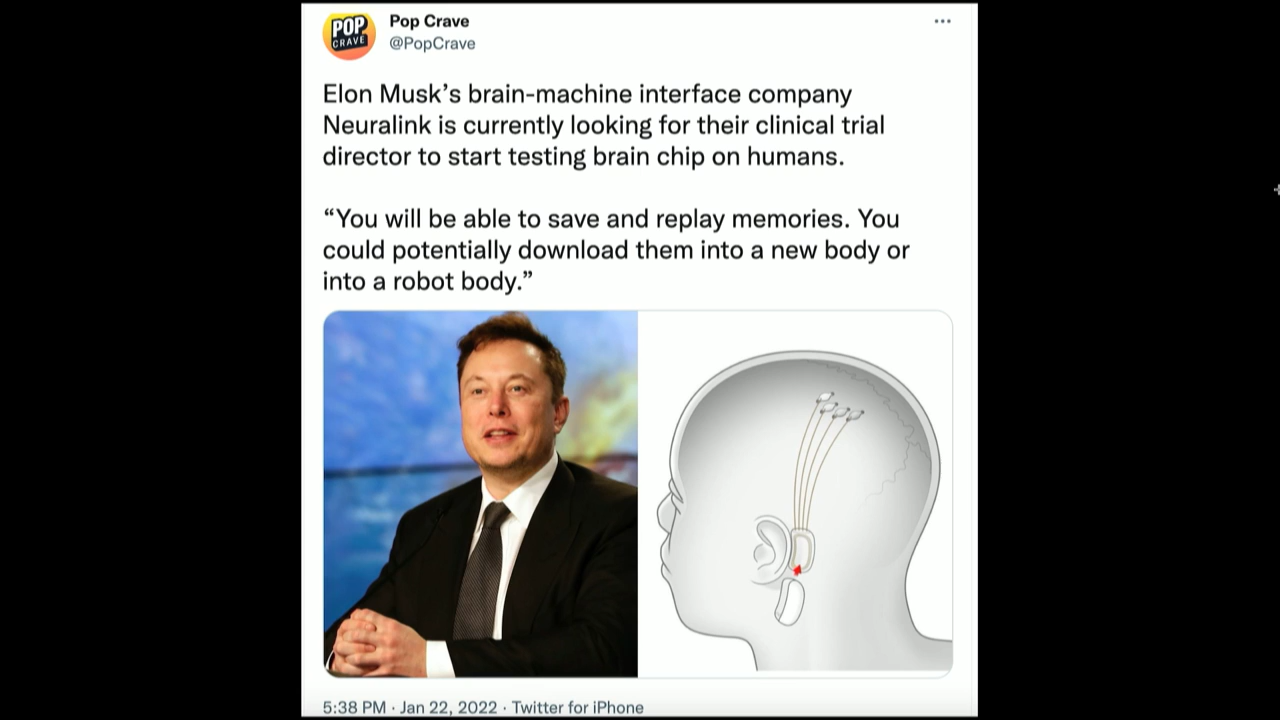 POP
CRAVE
Pop Crave
@PopCrave
Elon Musk’s brain-machine interface company
Neuralink is currently looking for their clinical trial
director to start testing brain chip on humans.
“You will be able to save and replay memories. You
could potentially download them into a new body or
into a robot body.”
5:38 PM · Jan 22, 2022 · Twitter for iPhone